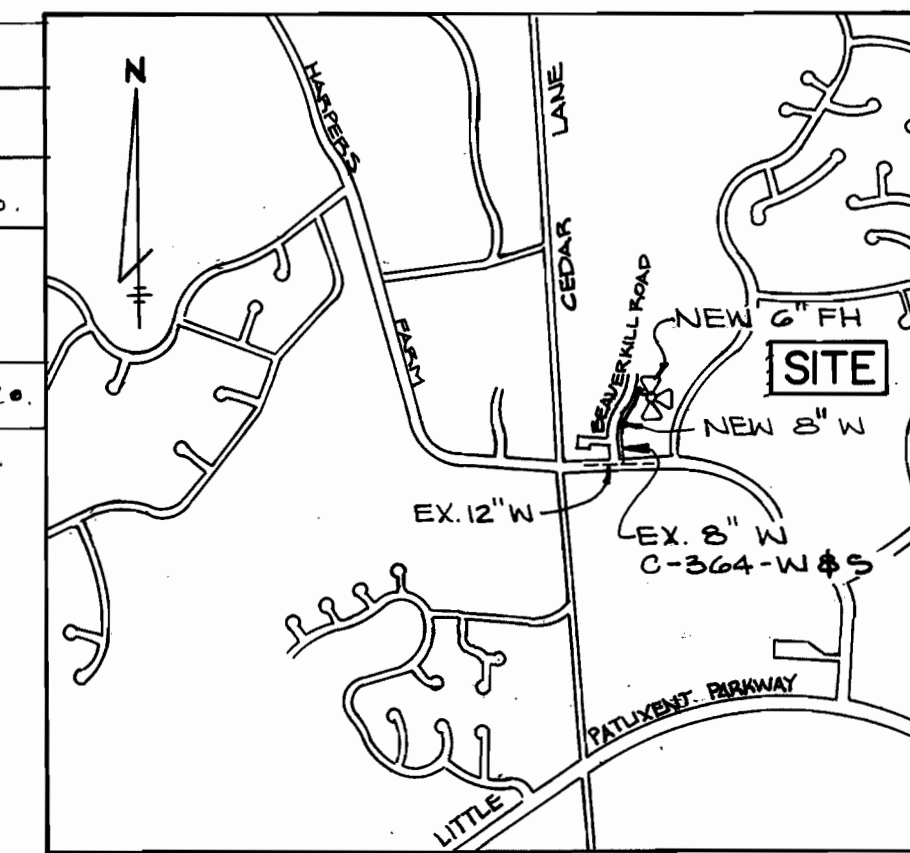 N
HARPERS
FARM
CEDAR LANE
BEAVERKILL ROAD
NEW 6" FH
SITE
NEW 8" W
EX. 12" W
EX. 8" W
C-364-W & S
LITTLE PATUXENT PARKWAY